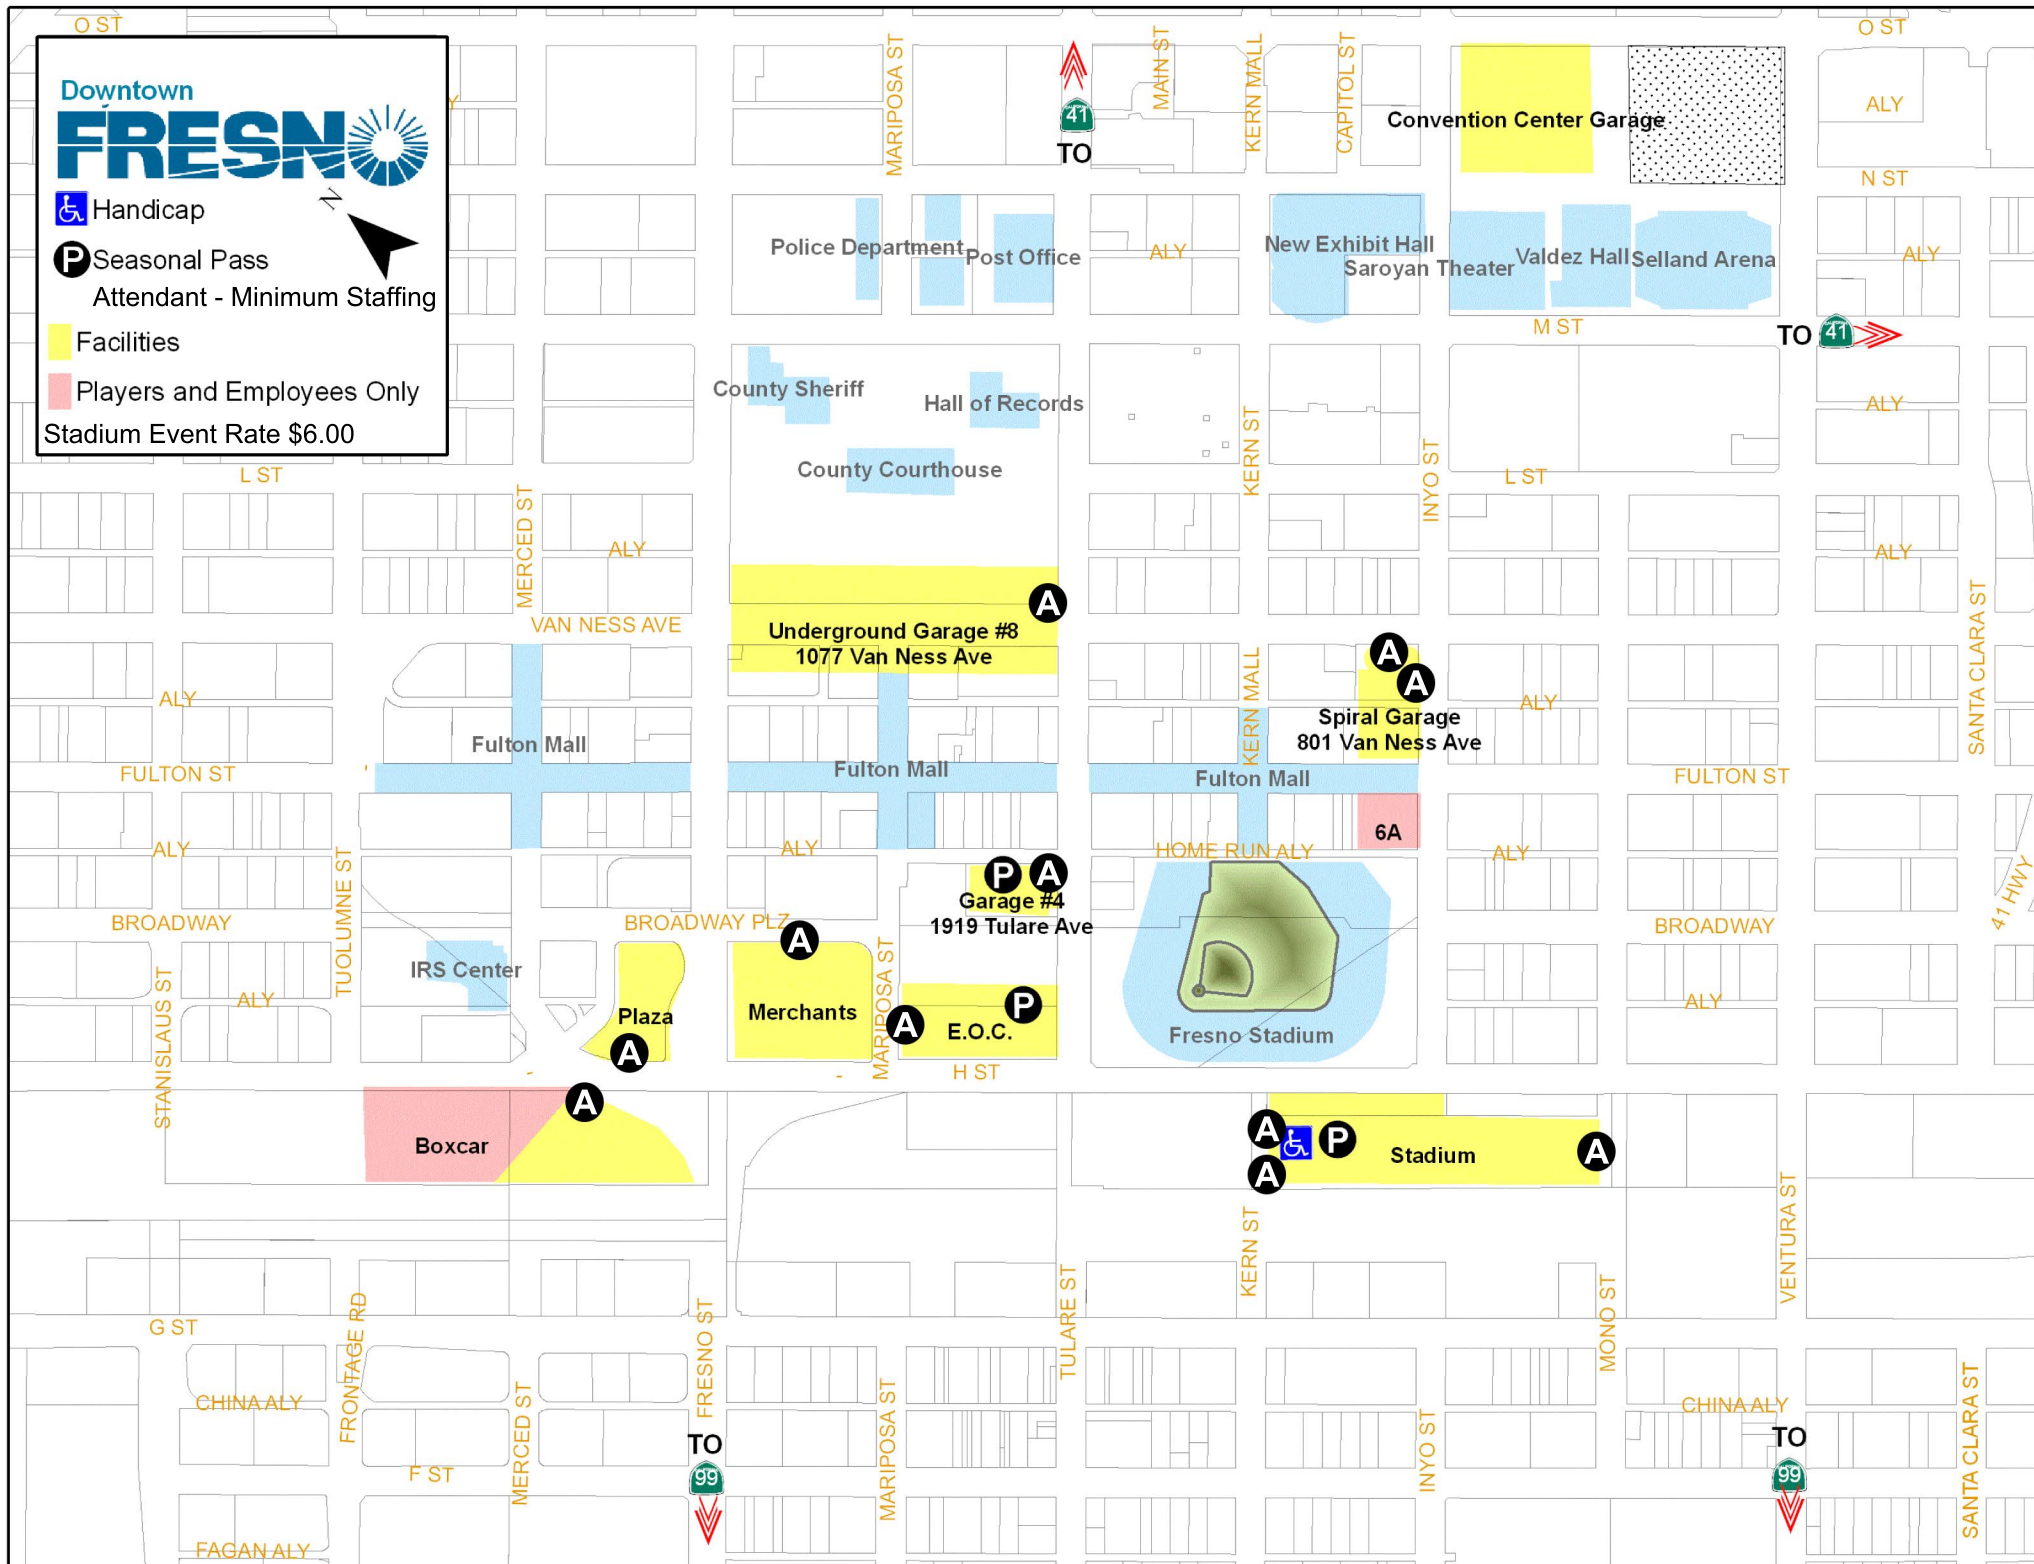 O ST
O ST
Downtown
FRESNO
N
Handicap
P Seasonal Pass
Attendant - Minimum Staffing
Facilities
Players and Employees Only
Stadium Event Rate $6.00
Y
MARIPOSA ST
41
TO
MAIN ST
KERN MALL
CAPITOL ST
Convention Center Garage
ALY
N ST
Police Department
Post Office
ALY
New Exhibit Hall
Saroyan Theater
Valdez Hall
Selland Arena
ALY
M ST
TO 41
County Sheriff
Hall of Records
County Courthouse
KERN ST
INYO ST
ALY
L ST
L ST
MERCED ST
ALY
ALY
VAN NESS AVE
A
Underground Garage #8
1077 Van Ness Ave
SANTA CLARA ST
KERN MALL
A
A
Spiral Garage
801 Van Ness Ave
ALY
ALY
Fulton Mall
Fulton Mall
Fulton Mall
FULTON ST
FULTON ST
6A
ALY
ALY
HOME RUN ALY
ALY
TUOLUMNE ST
P
A
Garage #4
1919 Tulare Ave
BROADWAY
BROADWAY PLZ
BROADWAY
41 HWY
A
IRS Center
STANISLAUS ST
ALY
Plaza
A
Merchants
MARIPOSA ST
A
P
E.O.C.
Fresno Stadium
ALY
H ST
A
Boxcar
A
A
P
Stadium
A
KERN ST
VENTURA ST
G ST
FRONTAGE RD
FRESNO ST
TULARE ST
MONO ST
CHINA ALY
CHINA ALY
MERCED ST
MARIPOSA ST
INYO ST
SANTA CLARA ST
F ST
TO
99
TO
99
FAGAN ALY